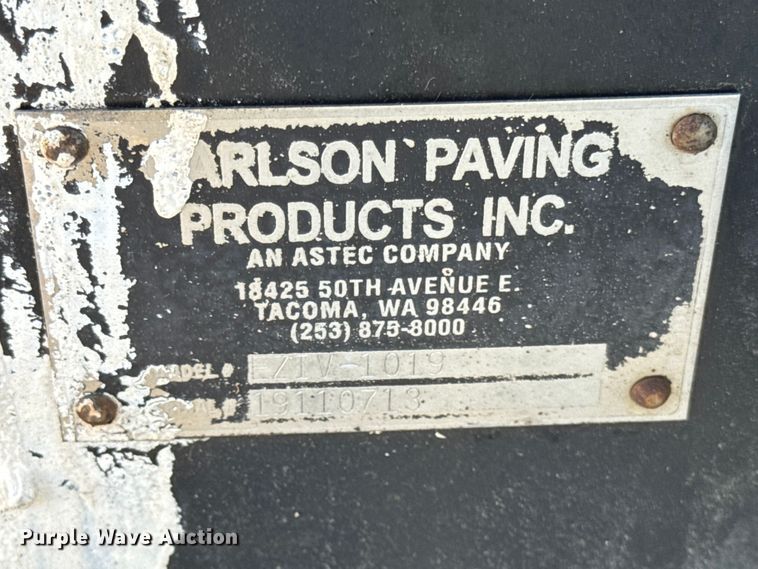 CARLSON PAVING
PRODUCTS INC.
AN ASTEC COMPANY
18425 50TH AVENUE E.
TACOMA, WA 98446
(253) 875-8000
MODEL # EZIV-1019
19110713
Purple Wave Auction